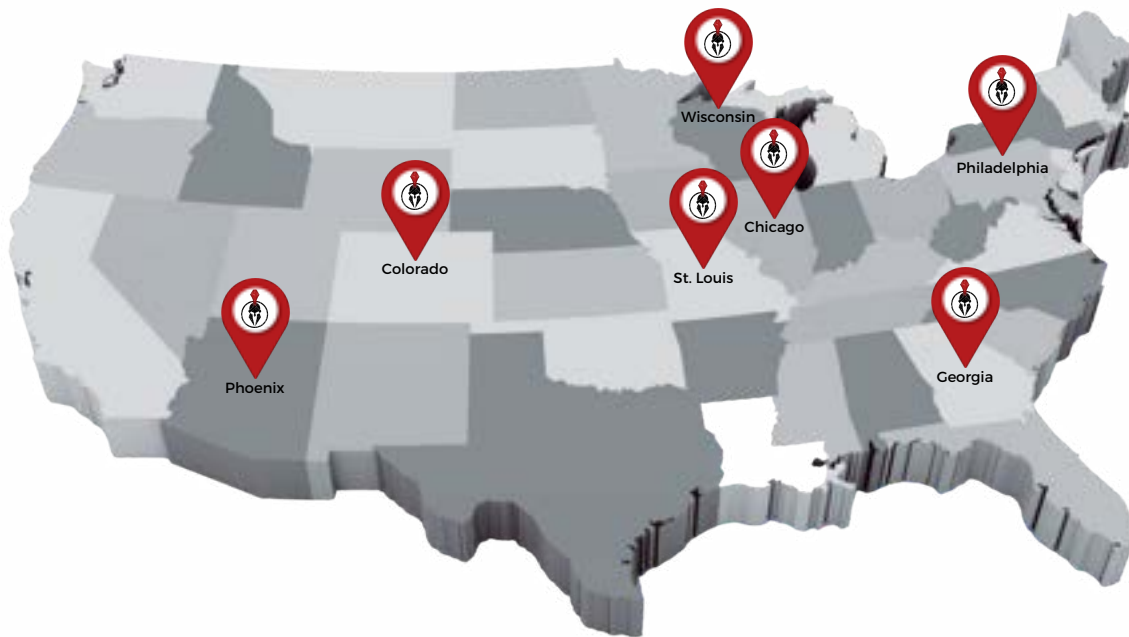 Wisconsin
Philadelphia
Chicago
Colorado
St. Louis
Georgia
Phoenix